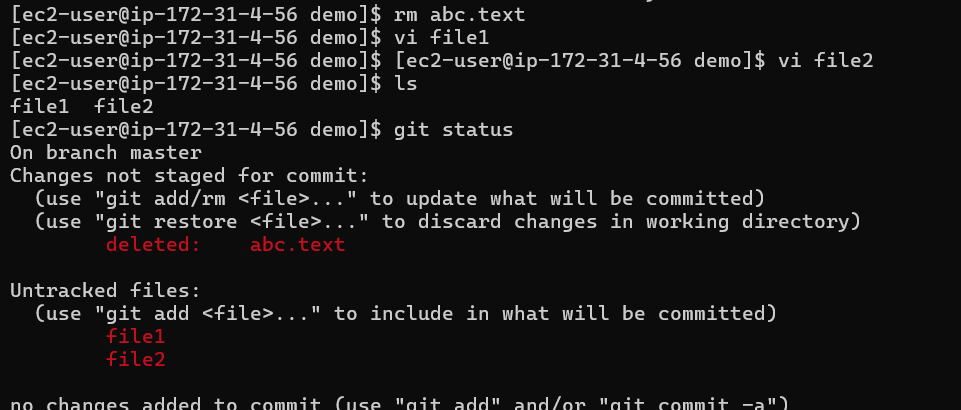 [ec2-user@ip-172-31-4-56 demo]$ rm abc.text
[ec2-user@ip-172-31-4-56 demo]$ vi file1
[ec2-user@ip-172-31-4-56 demo]$ [ec2-user@ip-172-31-4-56 demo]$ vi file2
[ec2-user@ip-172-31-4-56 demo]$ ls
file1  file2
[ec2-user@ip-172-31-4-56 demo]$ git status
On branch master
Changes not staged for commit:
  (use "git add/rm <file>..." to update what will be committed)
  (use "git restore <file>..." to discard changes in working directory)
        deleted:    abc.text

Untracked files:
  (use "git add <file>..." to include in what will be committed)
        file1
        file2

no changes added to commit (use "git add" and/or "git commit -a")